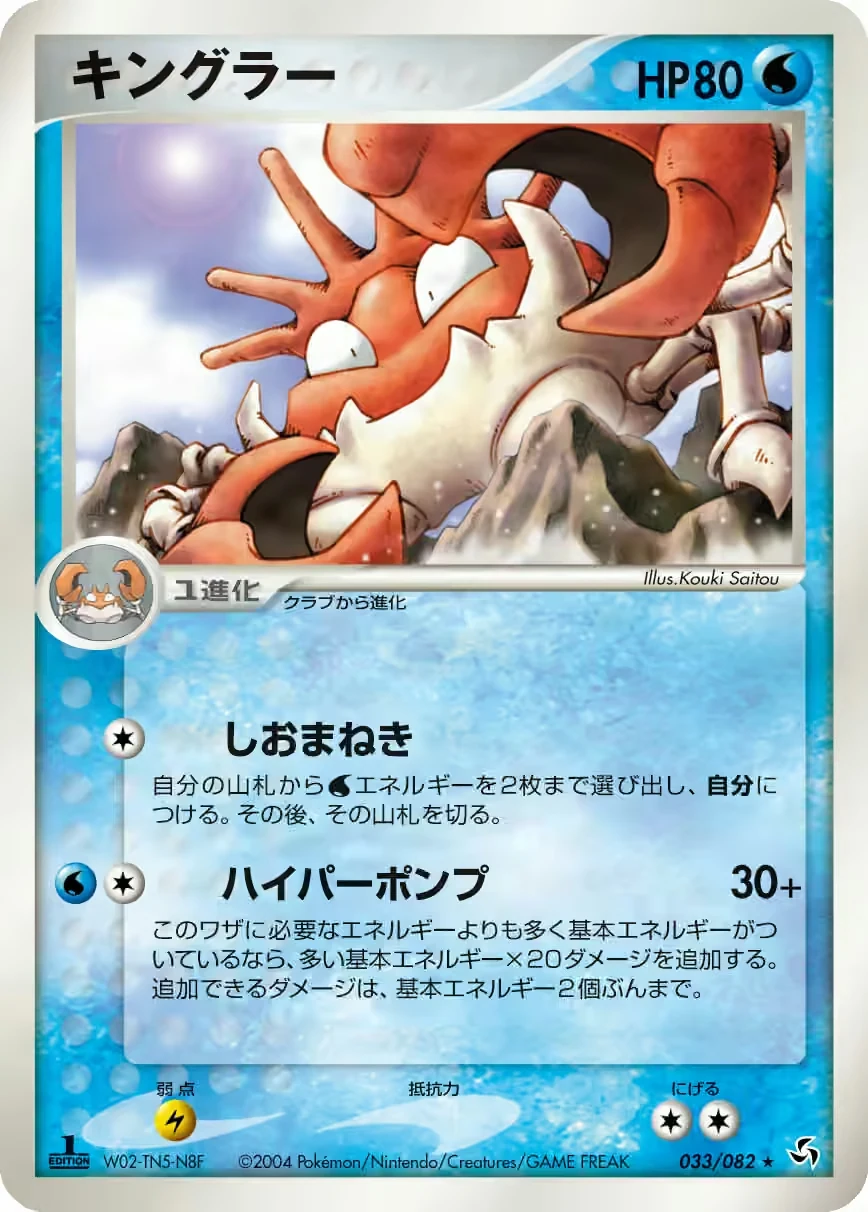 キングラー HP80
Illus.Kouki Saitou
1進化
クラブから進化
しおまねき
自分の山札からエネルギーを2枚まで選び出し、自分に
つける。その後、その山札を切る。
ハイパーポンプ 30+
このワザに必要なエネルギーよりも多く基本エネルギーがつ
いているなら、多い基本エネルギー×20ダメージを追加する。
追加できるダメージは、基本エネルギー2個ぶんまで。
弱点 抵抗力 にげる
1 EDITION W02-TN5-N8F ©2004 Pokémon/Nintendo/Creatures/GAME FREAK 033/082 ★